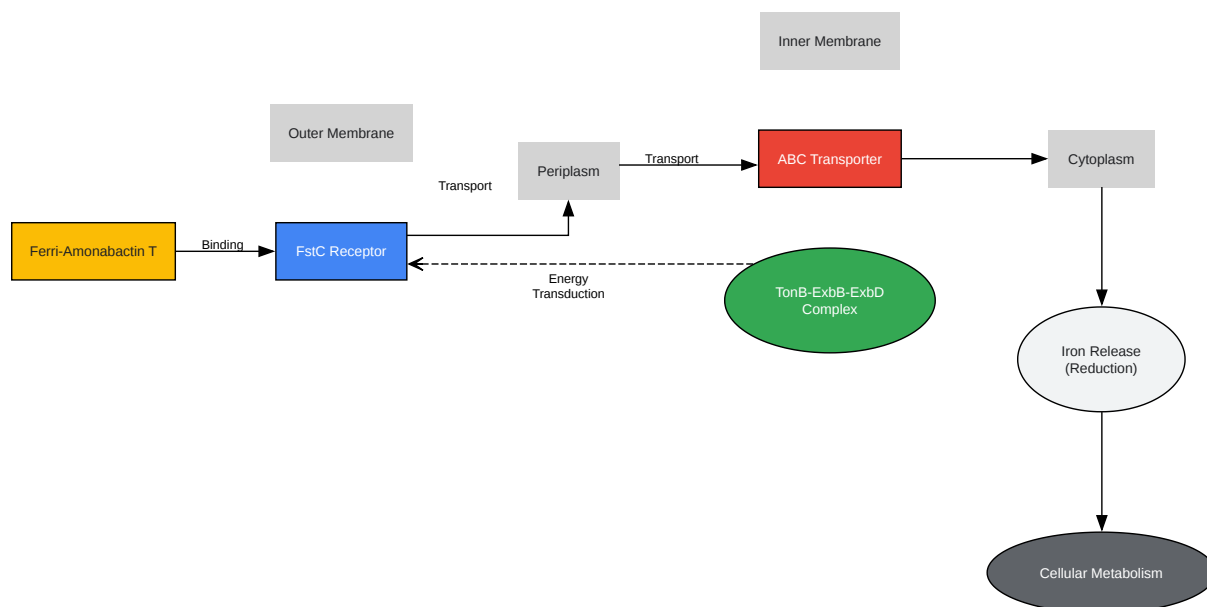 Inner Membrane
Outer Membrane
Ferri-Amonabactin T
Binding
FstC Receptor
Transport
Periplasm
Transport
ABC Transporter
Cytoplasm
Energy
Transduction
TonB-ExbB-ExbD
Complex
Iron Release
(Reduction)
Cellular Metabolism